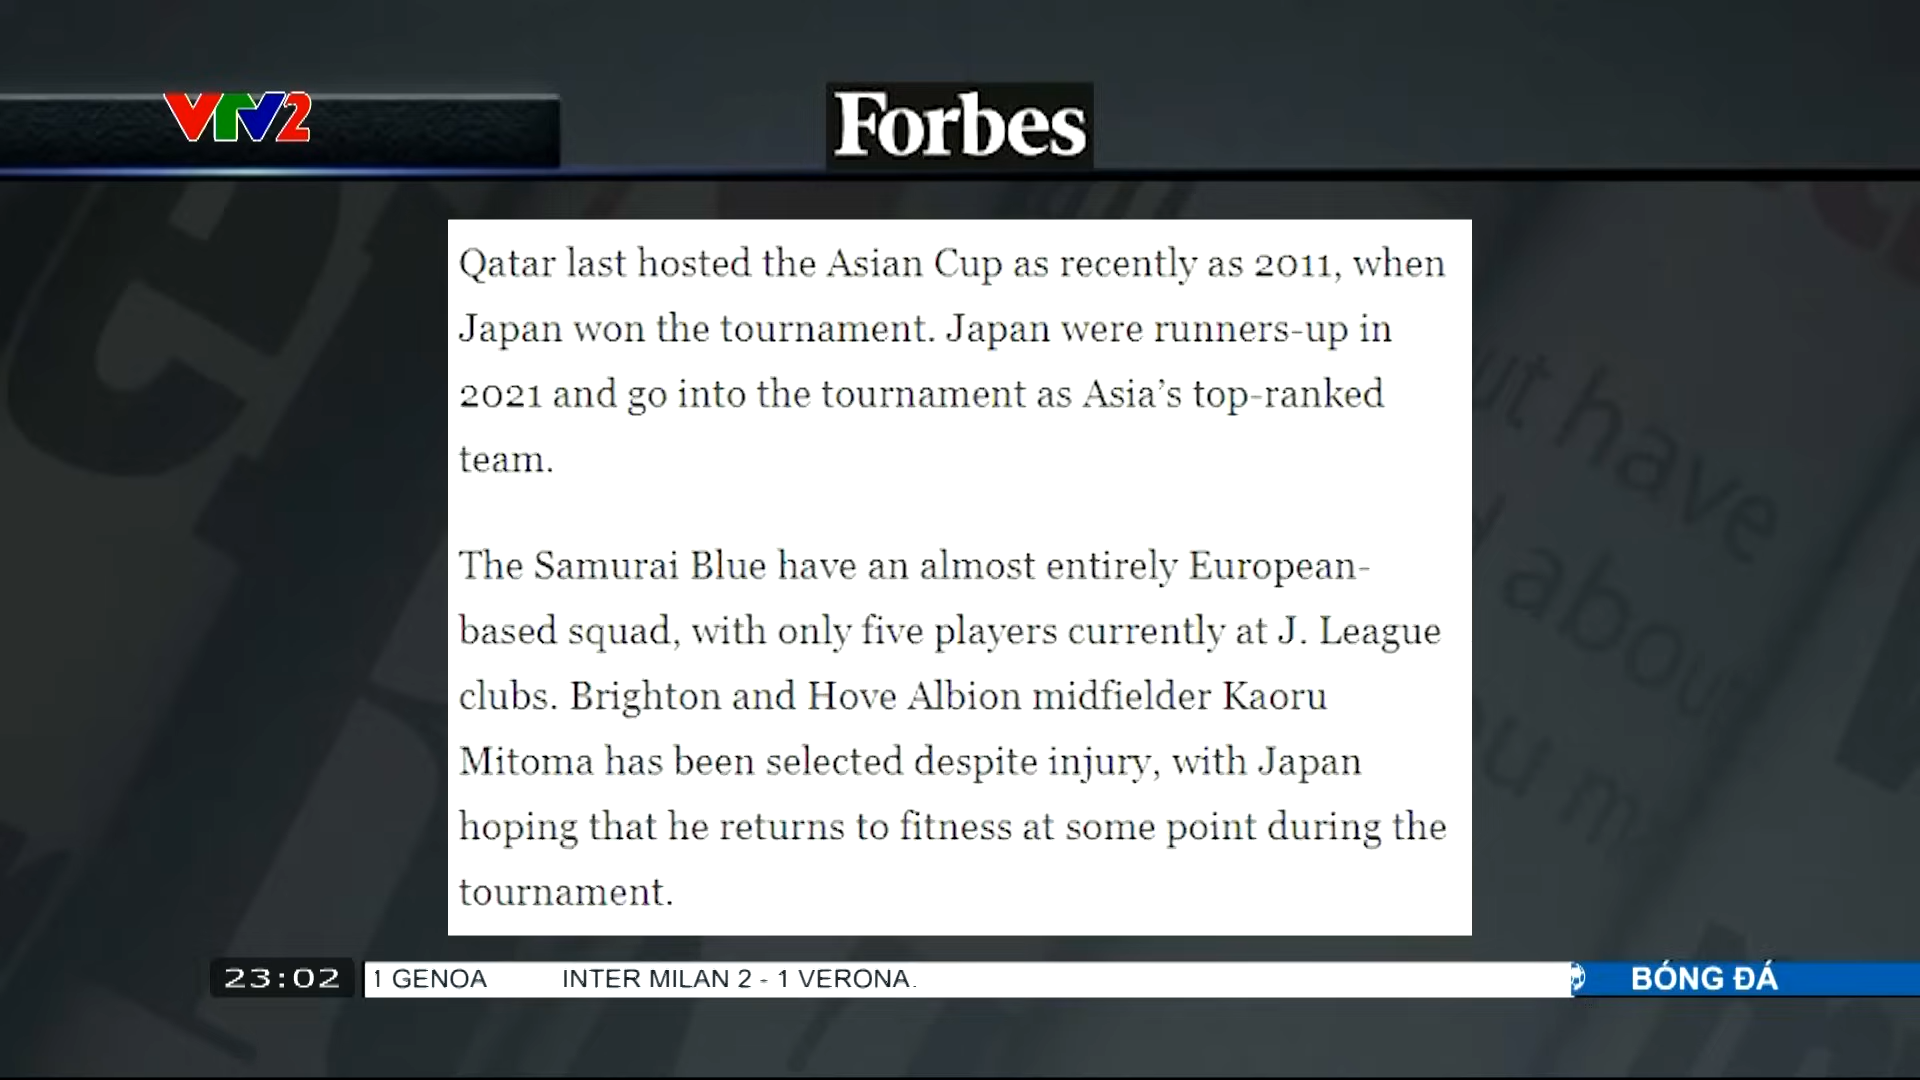 VTV2
Forbes
Qatar last hosted the Asian Cup as recently as 2011, when
Japan won the tournament. Japan were runners-up in
2021 and go into the tournament as Asia’s top-ranked
team.
The Samurai Blue have an almost entirely European-
based squad, with only five players currently at J. League
clubs. Brighton and Hove Albion midfielder Kaoru
Mitoma has been selected despite injury, with Japan
hoping that he returns to fitness at some point during the
tournament.
23:02
1 GENOA INTER MILAN 2 - 1 VERONA.
BÓNG ĐÁ